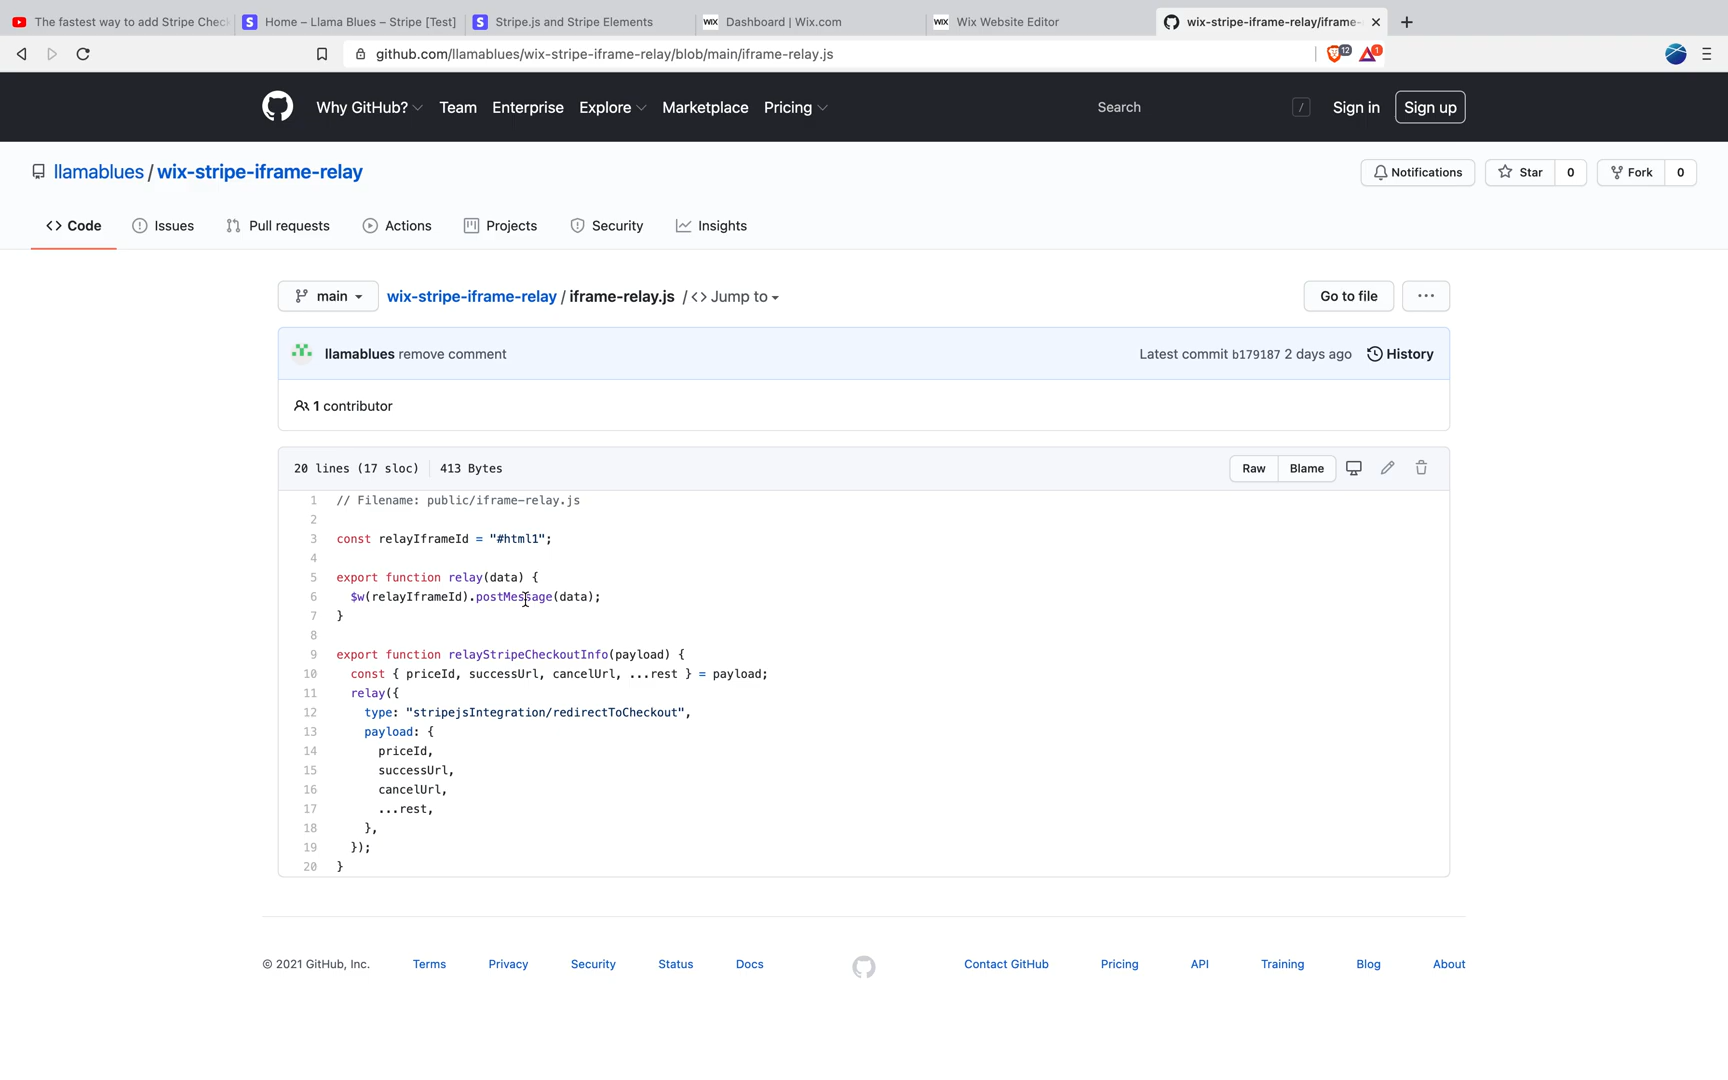 The fastest way to add Stripe Chec
Home – Llama Blues – Stripe [Test]
Stripe.js and Stripe Elements
WIX Dashboard | Wix.com
WIX Wix Website Editor
wix-stripe-iframe-relay/iframe-
github.com/llamablues/wix-stripe-iframe-relay/blob/main/iframe-relay.js
12
1
Why GitHub? Team Enterprise Explore Marketplace Pricing
Search /
Sign in Sign up
llamablues / wix-stripe-iframe-relay
Notifications Star 0 Fork 0
<> Code Issues Pull requests Actions Projects Security Insights
main wix-stripe-iframe-relay / iframe-relay.js / <> Jump to
Go to file ...
llamablues remove comment
Latest commit b179187 2 days ago History
1 contributor
20 lines (17 sloc) 413 Bytes
Raw Blame
1 // Filename: public/iframe-relay.js
2
3 const relayIframeId = "#html1";
4
5 export function relay(data) {
6 $w(relayIframeId).postMessage(data);
7 }
8
9 export function relayStripeCheckoutInfo(payload) {
10 const { priceId, successUrl, cancelUrl, ...rest } = payload;
11 relay({
12 type: "stripejsIntegration/redirectToCheckout",
13 payload: {
14 priceId,
15 successUrl,
16 cancelUrl,
17 ...rest,
18 },
19 });
20 }
© 2021 GitHub, Inc. Terms Privacy Security Status Docs Contact GitHub Pricing API Training Blog About